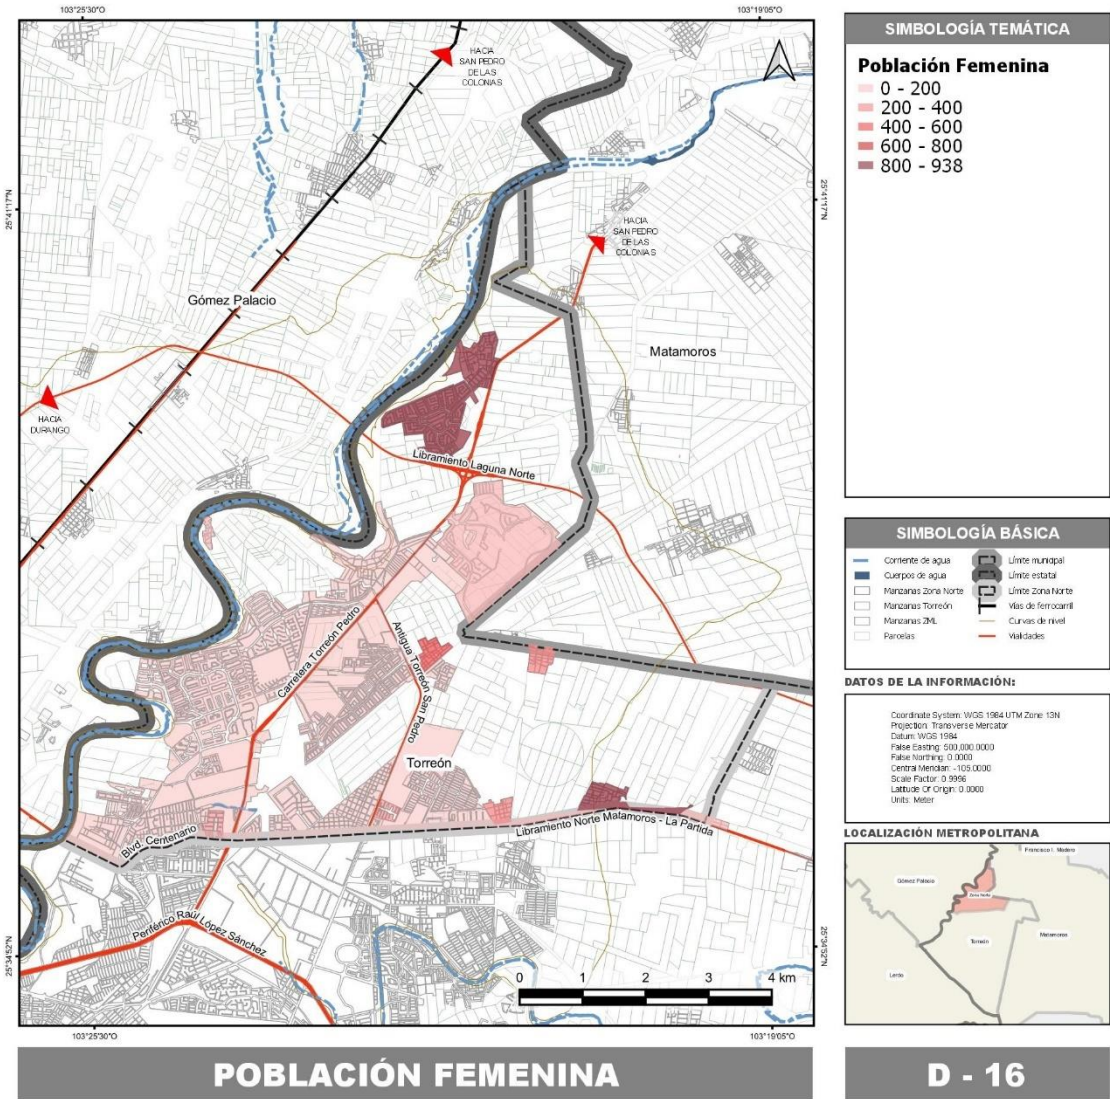 103°25'30"O
103°19'05"O
HACIA
SAN PEDRO
DE LAS
COLONIAS
25°41'17"N
25°41'17"N
HACIA
SAN PEDRO
DE LAS
COLONIAS
Gómez Palacio
Matamoros
HACIA
DURANGO
Libramiento Laguna Norte
Carretera Torreón Pedro
Antigua Torreón San Pedro
Torreón
Blvd. Centenario
Libramiento Norte Matamoros - La Partida
Periférico Raúl López Sánchez
25°34'52"N
25°34'52"N
0 1 2 3 4 km
103°25'30"O
103°19'05"O
POBLACIÓN FEMENINA
SIMBOLOGÍA TEMÁTICA
Población Femenina
0 - 200
200 - 400
400 - 600
600 - 800
800 - 938
SIMBOLOGÍA BÁSICA
Corriente de agua
Cuerpos de agua
Manzanas Zona Norte
Manzanas Torreón
Manzanas ZML
Parcelas
Límite municipal
Límite estatal
Límite Zona Norte
Vías de ferrocarril
Curvas de nivel
Vialidades
DATOS DE LA INFORMACIÓN:
Coordinate System: WGS 1984 UTM Zone 13N
Projection: Transverse Mercator
Datum: WGS 1984
False Easting: 500,000.0000
False Northing: 0.0000
Central Meridian: -105.0000
Scale Factor: 0.9996
Latitude Of Origin: 0.0000
Units: Meter
LOCALIZACIÓN METROPOLITANA
Francisco I. Madero
Gómez Palacio
Zona Norte
Matamoros
Torreón
Lerdo
D - 16